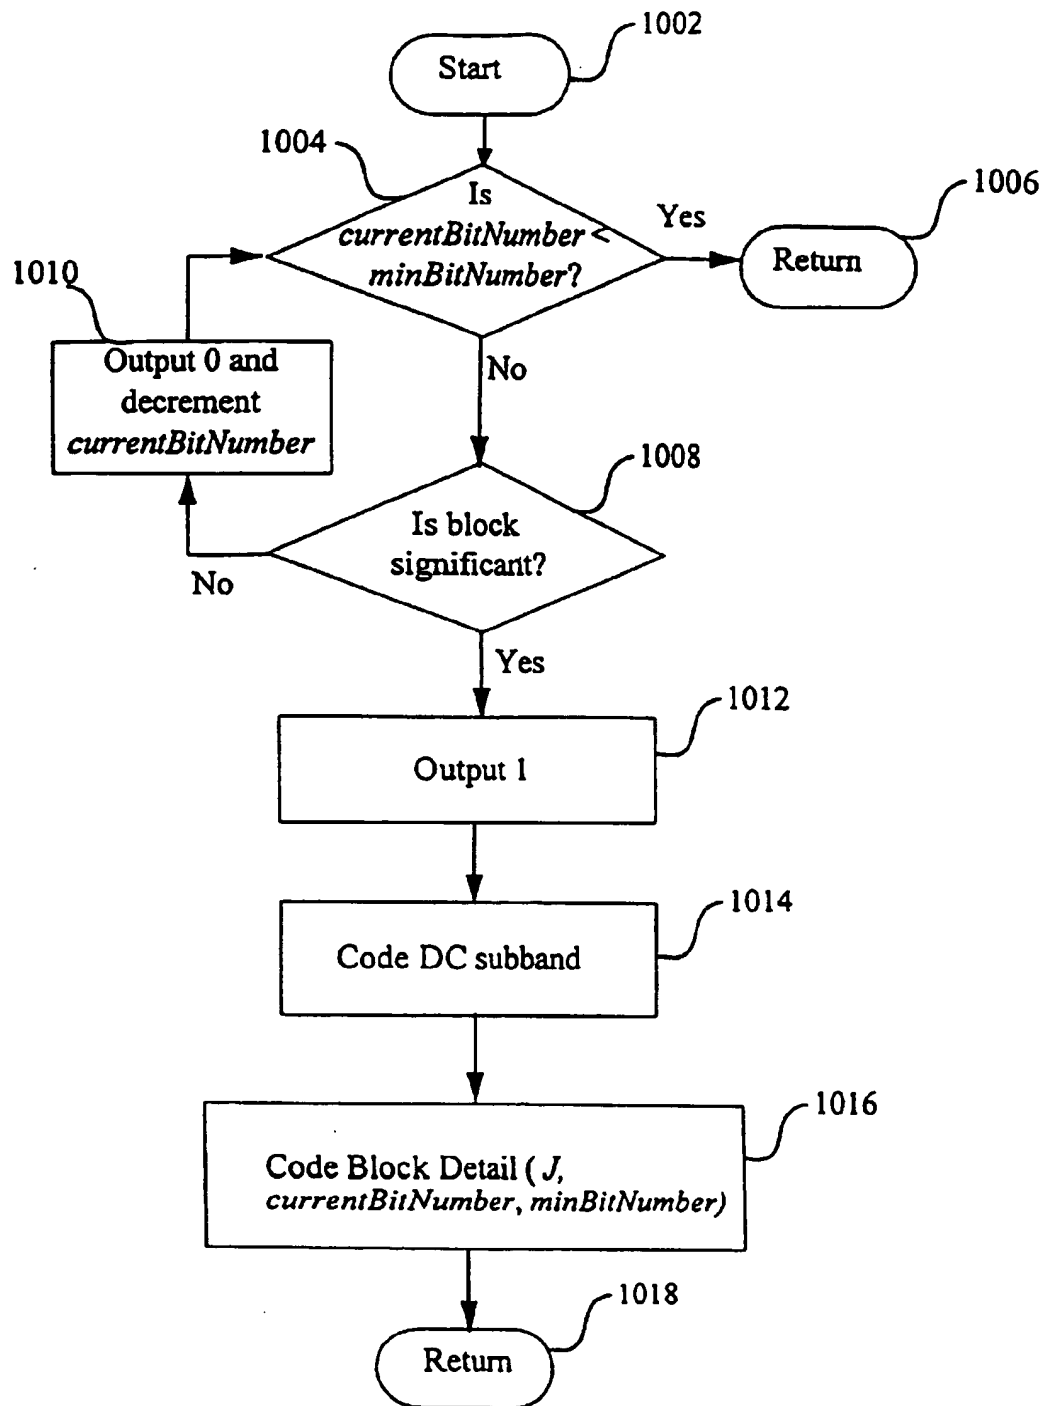 1002
Start
1004
Is
currentBitNumber <
minBitNumber?
Yes
1006
Return
1010
Output 0 and
decrement
currentBitNumber
No
1008
Is block
significant?
No
Yes
1012
Output 1
1014
Code DC subband
1016
Code Block Detail ( J,
currentBitNumber, minBitNumber)
1018
Return